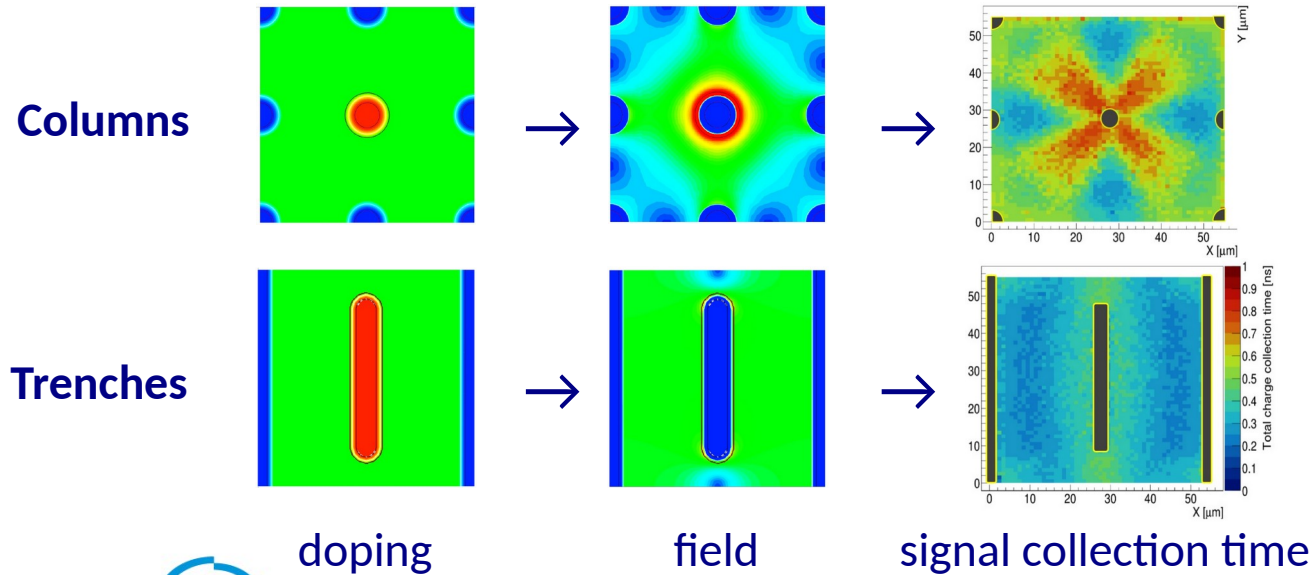 Columns
→
→
Y [μm]
50
40
30
20
10
0
0 10 20 30 40 50
X [μm]
Trenches
→
→
50
40
30
20
10
0
0 10 20 30 40 50
X [μm]
1
0.9
0.8
0.7
0.6
0.5
0.4
0.3
0.2
0.1
0
Total charge collection time [ns]
doping
field
signal collection time